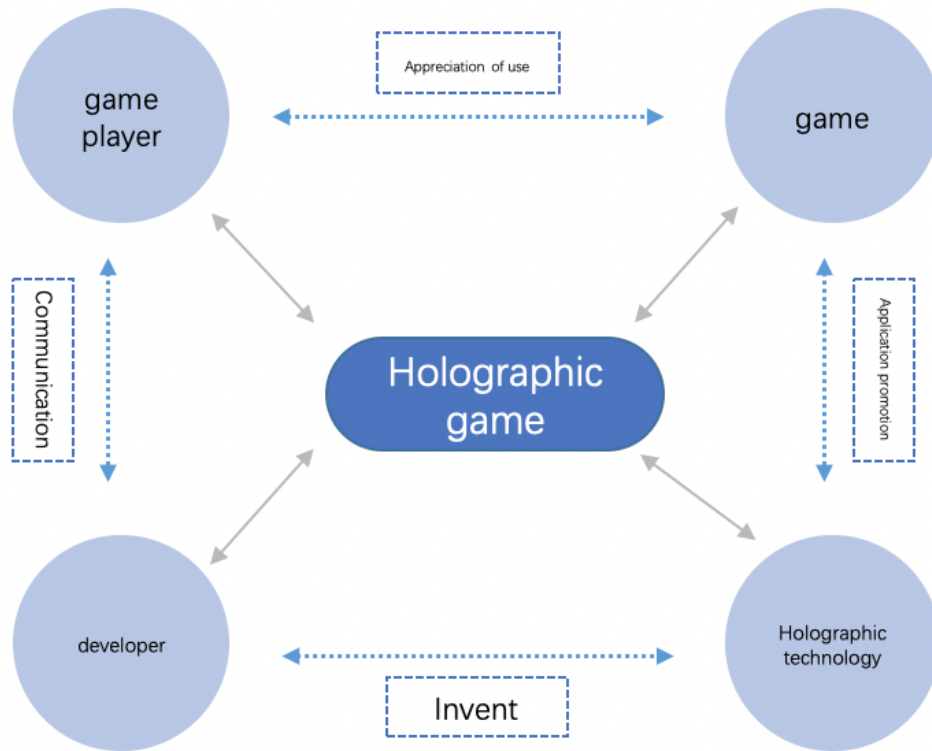 Appreciation of use
game
player
game
Communication
Application promotion
Holographic
game
developer
Holographic
technology
Invent